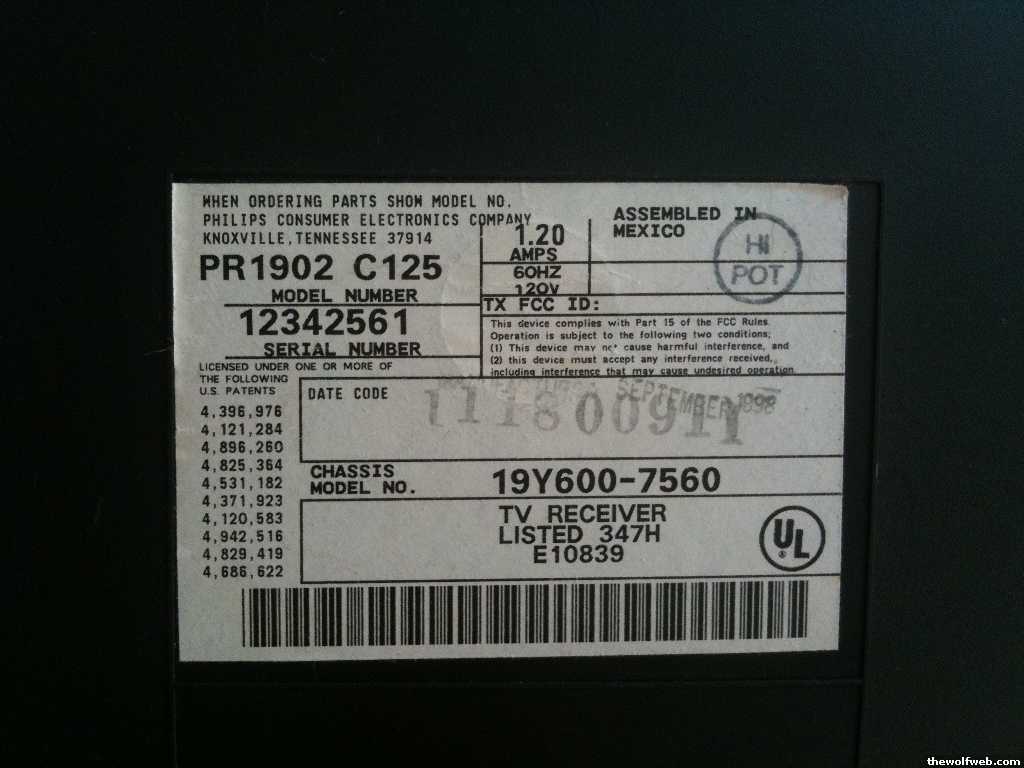 WHEN ORDERING PARTS SHOW MODEL NO.
PHILIPS CONSUMER ELECTRONICS COMPANY
KNOXVILLE, TENNESSEE 37914
PR1902 C125
MODEL NUMBER
12342561
SERIAL NUMBER
1.20
AMPS
60HZ
120V
ASSEMBLED IN
MEXICO
HI
POT
TX FCC ID:
This device complies with Part 15 of the FCC Rules.
Operation is subject to the following two conditions;
(1) This device may not cause harmful interference, and
(2) this device must accept any interference received,
including interference that may cause undesired operation.
LICENSED UNDER ONE OR MORE OF
THE FOLLOWING
U.S. PATENTS
4,396,976
4,121,284
4,896,260
4,825,364
4,531,182
4,371,923
4,120,583
4,942,516
4,829,419
4,686,622
DATE CODE
SEPTEMBER
CHASSIS
MODEL NO.
19Y600-7560
TV RECEIVER
LISTED 347H
E10839
UL
®
thewolfweb.com